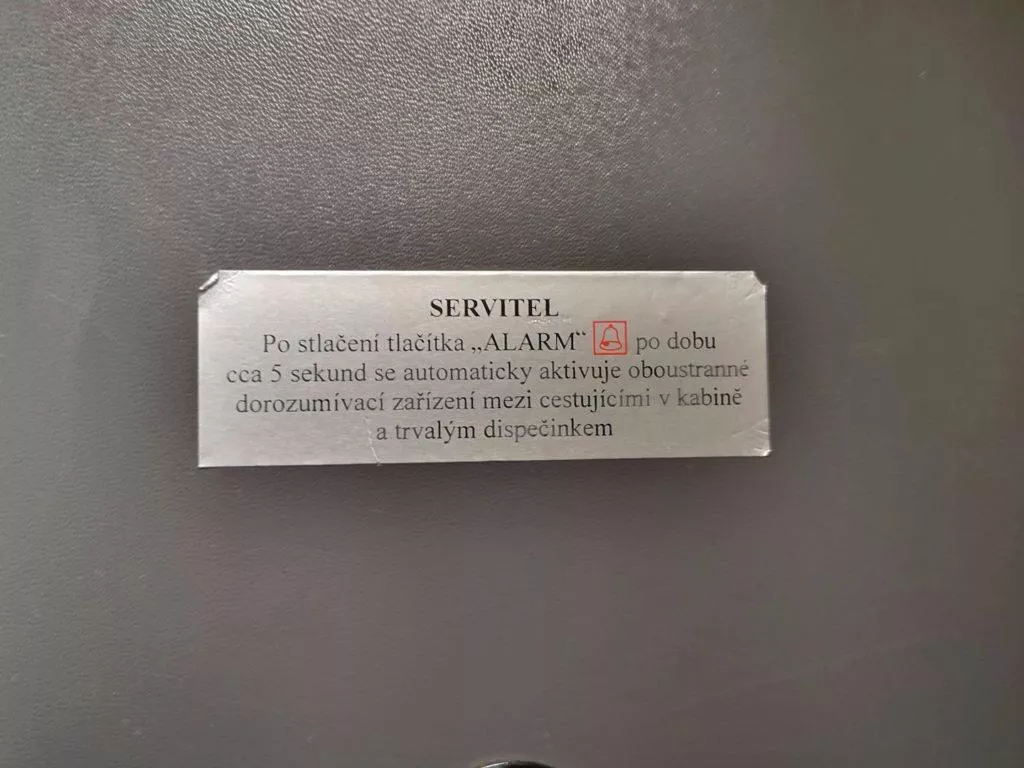 SERVITEL
Po stlačení tlačítka „ALARM“ po dobu
cca 5 sekund se automaticky aktivuje oboustranné
dorozumívací zařízení mezi cestujícími v kabině
a trvalým dispečinkem